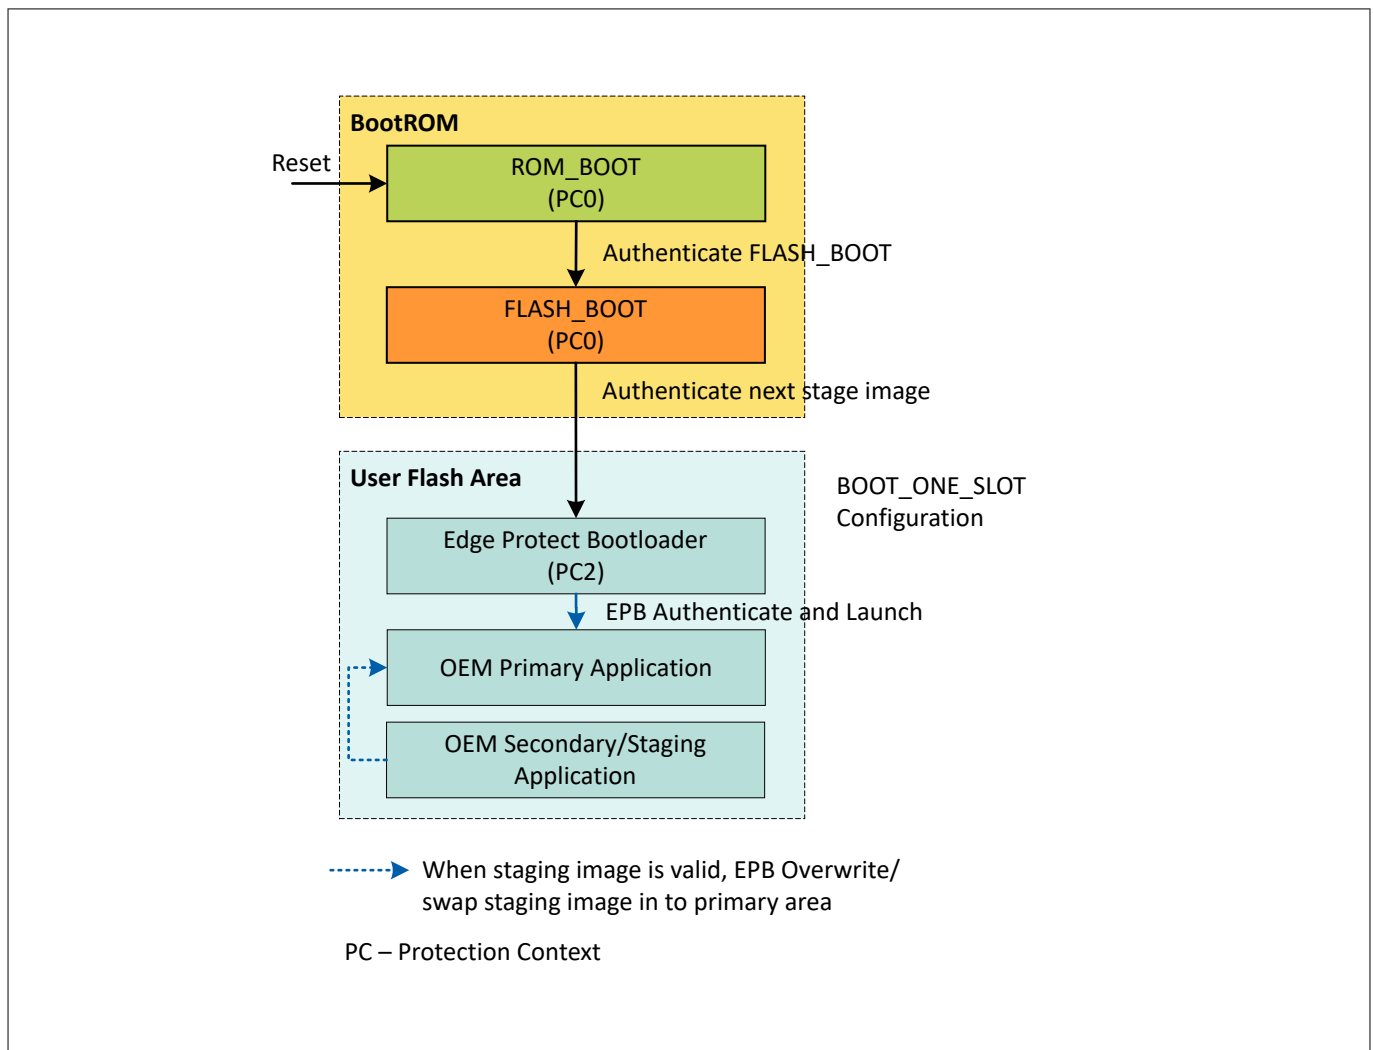 BootROM
Reset
ROM_BOOT
(PC0)
Authenticate FLASH_BOOT
FLASH_BOOT
(PC0)
Authenticate next stage image
User Flash Area
BOOT_ONE_SLOT
Configuration
Edge Protect Bootloader
(PC2)
EPB Authenticate and Launch
OEM Primary Application
OEM Secondary/Staging
Application
When staging image is valid, EPB Overwrite/
swap staging image in to primary area
PC – Protection Context